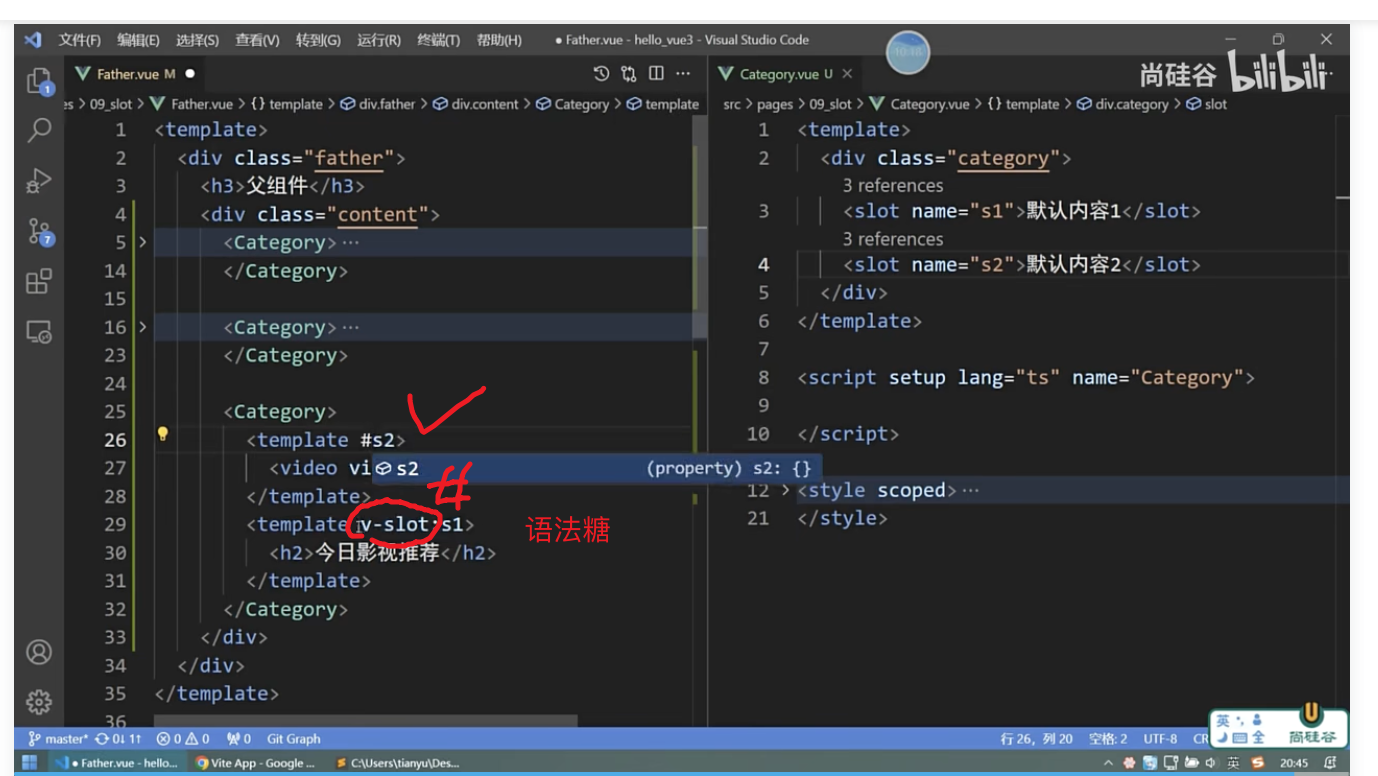 文件(F) 编辑(E) 选择(S) 查看(V) 转到(G) 运行(R) 终端(T) 帮助(H) ● Father.vue - hello_vue3 - Visual Studio Code
10:48
尚硅谷 bilibili
Father.vue M ●
es > 09_slot > Father.vue > {} template > div.father > div.content > Category > template
1 <template>
2 <div class="father">
3 <h3>父组件</h3>
4 <div class="content">
5 <Category>···
14 </Category>
15
16 <Category>···
23 </Category>
24
25 <Category>
26 <template #s2>
27 <video vi
s2 (property) s2: {}
#
28 </template>
29 <template v-slot:s1>
语法糖
30 <h2>今日影视推荐</h2>
31 </template>
32 </Category>
33 </div>
34 </div>
35 </template>
36
Category.vue U ×
src > pages > 09_slot > Category.vue > {} template > div.category > slot
1 <template>
2 <div class="category">
3 references
3 <slot name="s1">默认内容1</slot>
3 references
4 <slot name="s2">默认内容2</slot>
5 </div>
6 </template>
7
8 <script setup lang="ts" name="Category">
9
10 </script>
12 <style scoped>···
21 </style>
1
7
master* 0↓ 1↑ 0 0 0 Git Graph
行 26，列 20 空格: 2 UTF-8 CR
英 全 尚硅谷
● Father.vue - hello... Vite App - Google ... C:\Users\tianyu\Des...
英 20:45